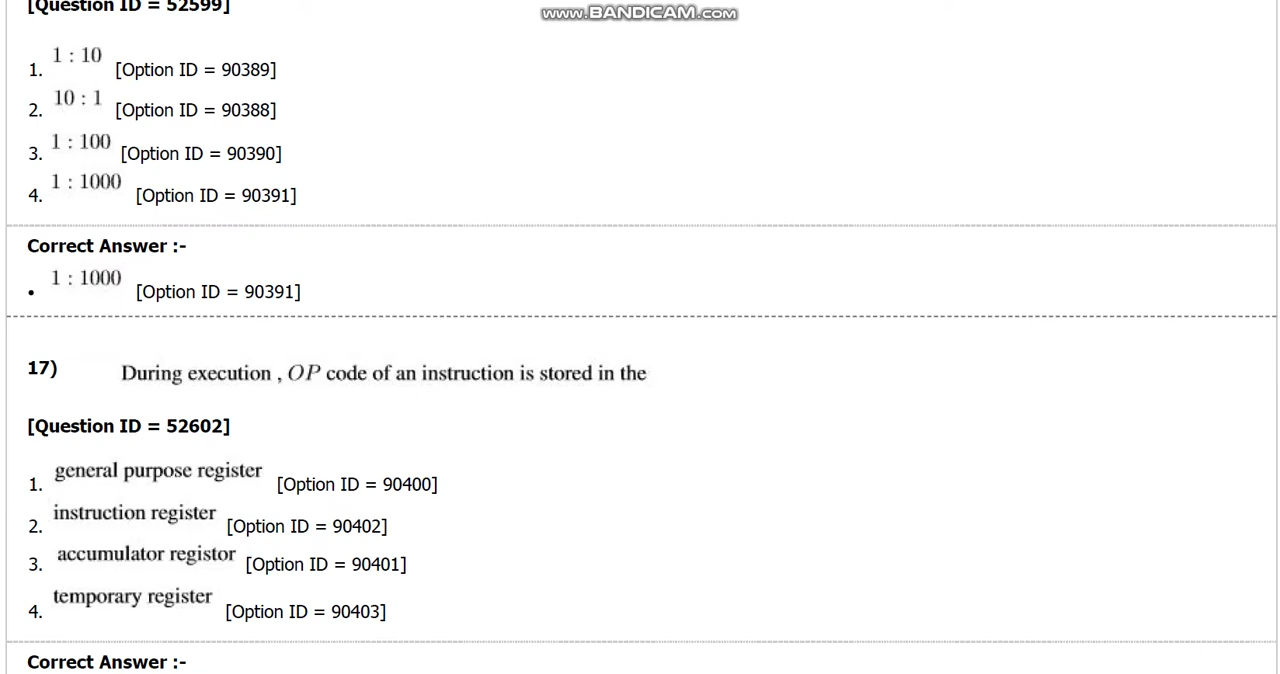 [Question ID = 52599]
www.BANDICAM.com
1. 1 : 10 [Option ID = 90389]
2. 10 : 1 [Option ID = 90388]
3. 1 : 100 [Option ID = 90390]
4. 1 : 1000 [Option ID = 90391]
Correct Answer :-
• 1 : 1000 [Option ID = 90391]
17) During execution , OP code of an instruction is stored in the
[Question ID = 52602]
1. general purpose register [Option ID = 90400]
2. instruction register [Option ID = 90402]
3. accumulator registor [Option ID = 90401]
4. temporary register [Option ID = 90403]
Correct Answer :-